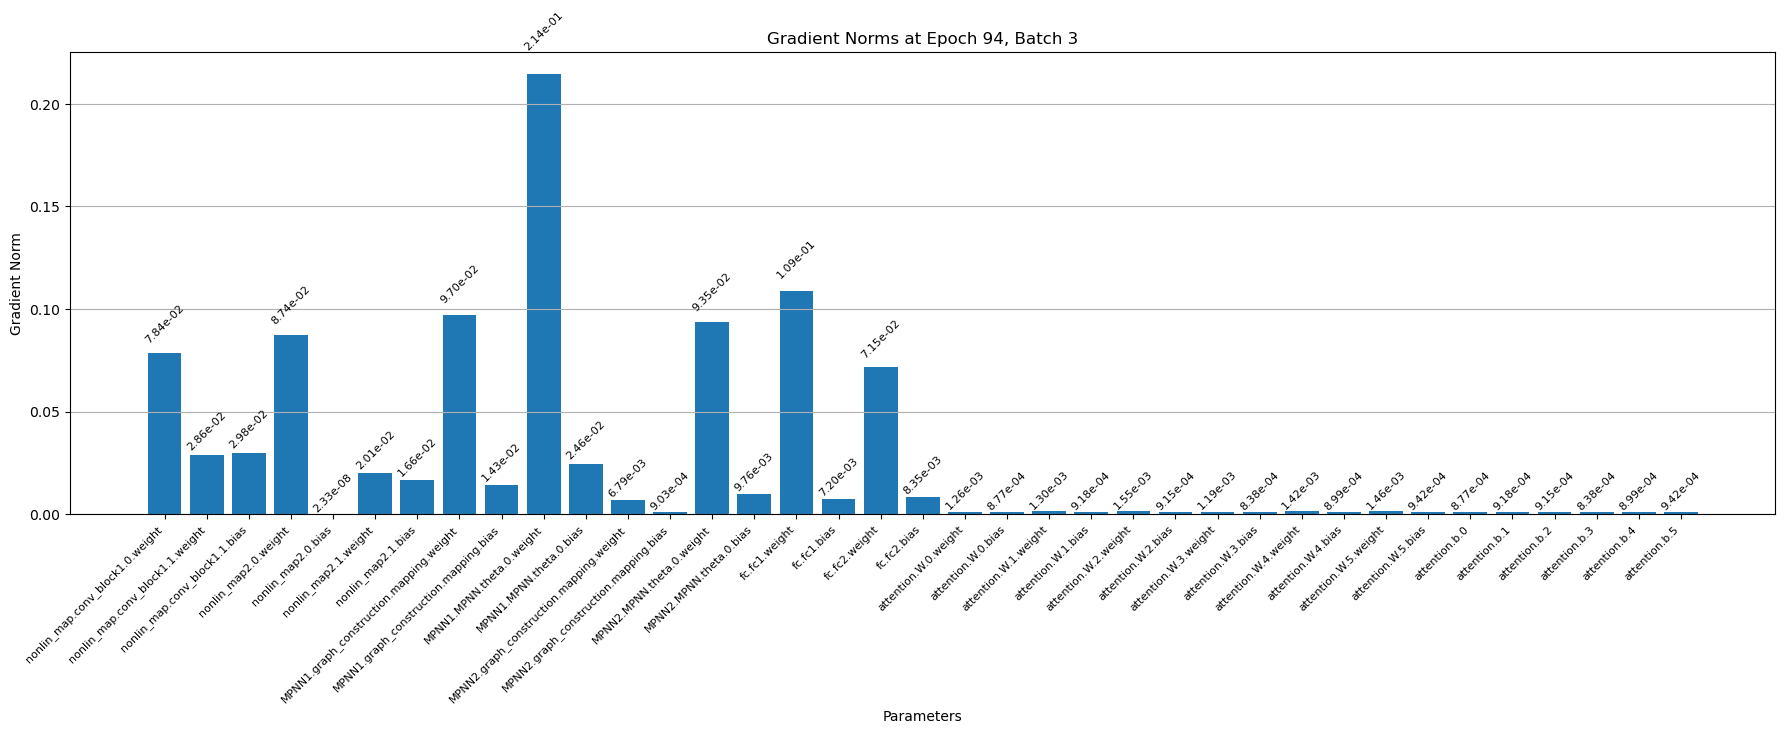 Gradient Norms at Epoch 94, Batch 3
Gradient Norm
0.20
0.15
0.10
0.05
0.00
7.84e-02
2.86e-02
2.98e-02
8.74e-02
2.33e-08
2.01e-02
1.66e-02
9.70e-02
1.43e-02
2.14e-01
2.46e-02
6.79e-03
9.03e-04
9.35e-02
9.76e-03
1.09e-01
7.20e-03
7.15e-02
8.35e-03
1.26e-03
8.77e-04
1.30e-03
9.18e-04
1.55e-03
9.15e-04
1.19e-03
8.38e-04
1.42e-03
8.99e-04
1.46e-03
9.42e-04
8.77e-04
9.18e-04
9.15e-04
8.38e-04
8.99e-04
9.42e-04
nonlin_map.conv_block1.0.weight
nonlin_map.conv_block1.1.weight
nonlin_map.conv_block1.1.bias
nonlin_map2.0.weight
nonlin_map2.0.bias
nonlin_map2.1.weight
nonlin_map2.1.bias
MPNN1.graph_construction.mapping.weight
MPNN1.graph_construction.mapping.bias
MPNN1.MPNN.theta.0.weight
MPNN1.MPNN.theta.0.bias
MPNN2.graph_construction.mapping.weight
MPNN2.graph_construction.mapping.bias
MPNN2.MPNN.theta.0.weight
MPNN2.MPNN.theta.0.bias
fc.fc1.weight
fc.fc1.bias
fc.fc2.weight
fc.fc2.bias
attention.W.0.weight
attention.W.0.bias
attention.W.1.weight
attention.W.1.bias
attention.W.2.weight
attention.W.2.bias
attention.W.3.weight
attention.W.3.bias
attention.W.4.weight
attention.W.4.bias
attention.W.5.weight
attention.W.5.bias
attention.b.0
attention.b.1
attention.b.2
attention.b.3
attention.b.4
attention.b.5
Parameters